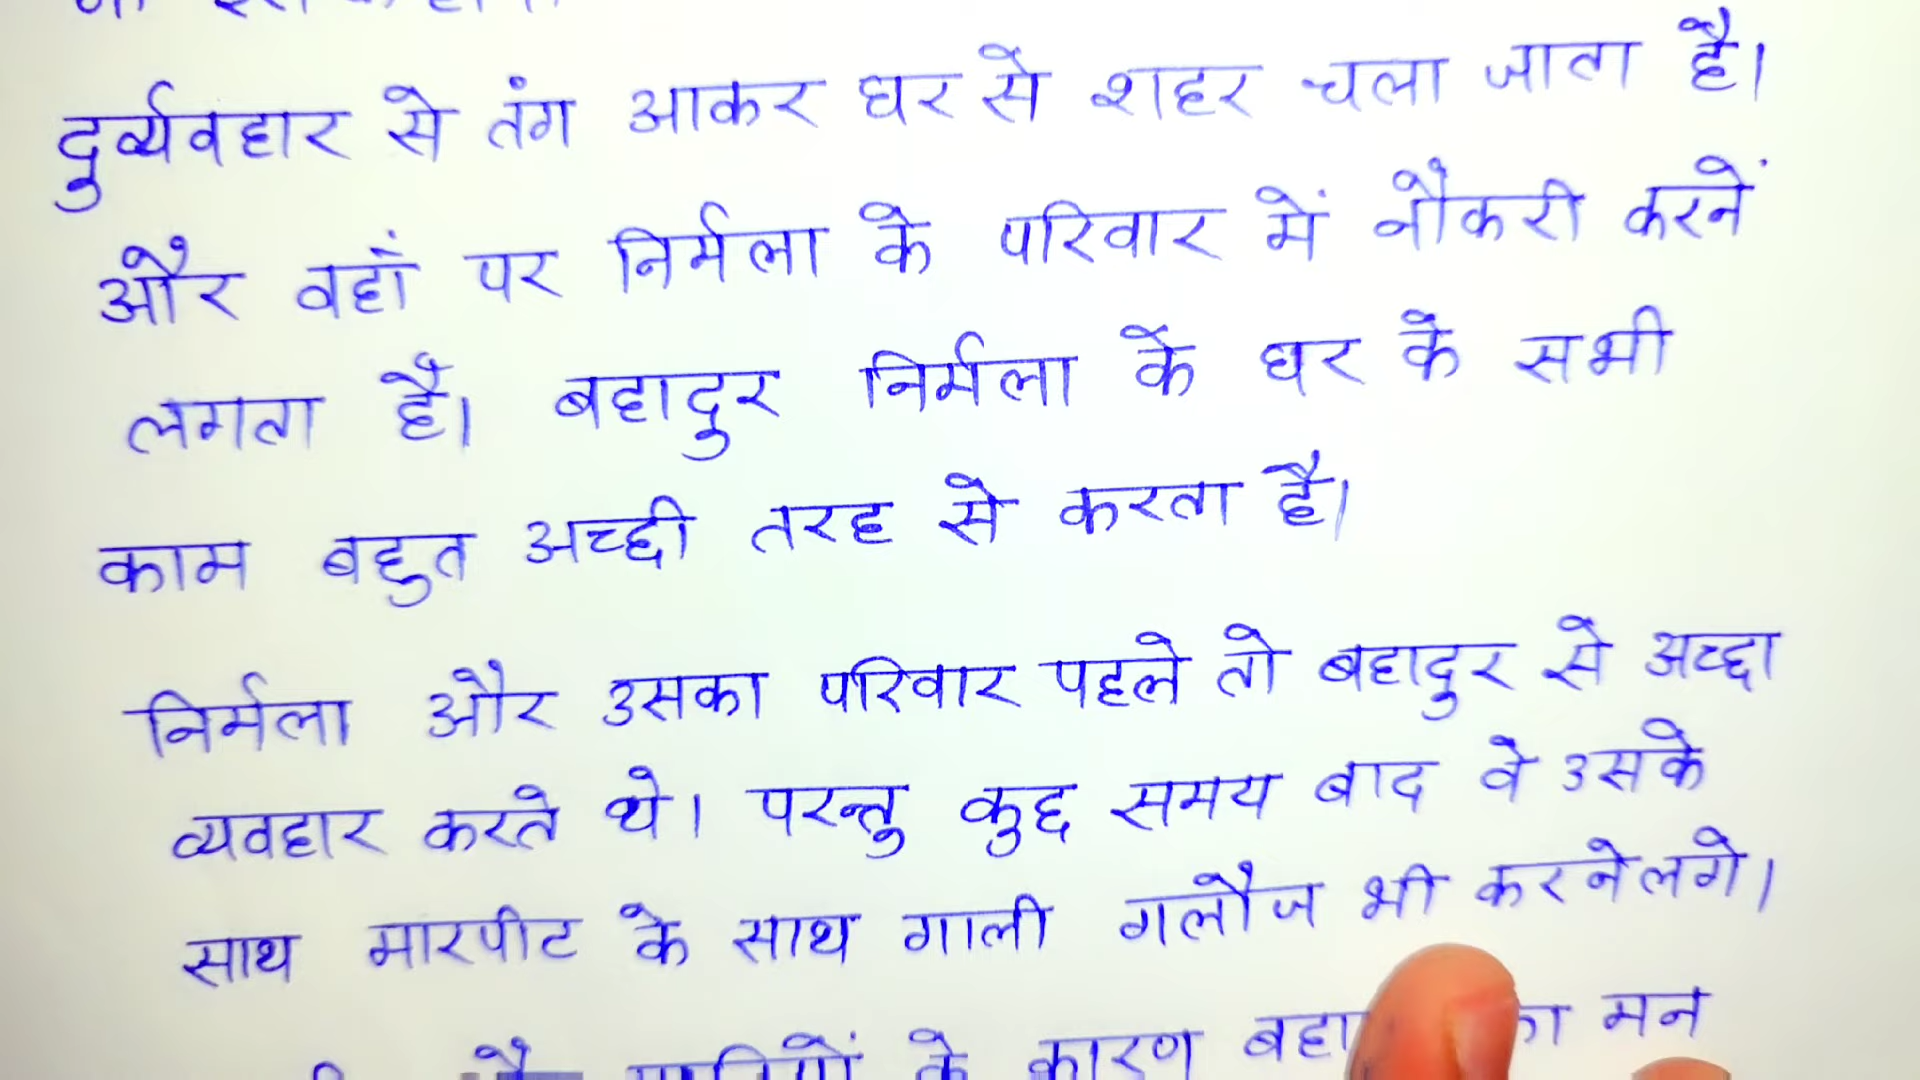 दुर्व्यवहार से तंग आकर घर से शहर चला जाता है।
और वहाँ पर निर्मला के परिवार में नौकरी करनें
लगता है। बहादुर निर्मला के घर के सभी
काम बहुत अच्छी तरह से करता है।
निर्मला और उसका परिवार पहले तो बहादुर से अच्छा
व्यवहार करते थे। परन्तु कुछ समय बाद वे उसके
साथ मारपीट के साथ गाली गलौज भी करने लगे।
के कारण मन